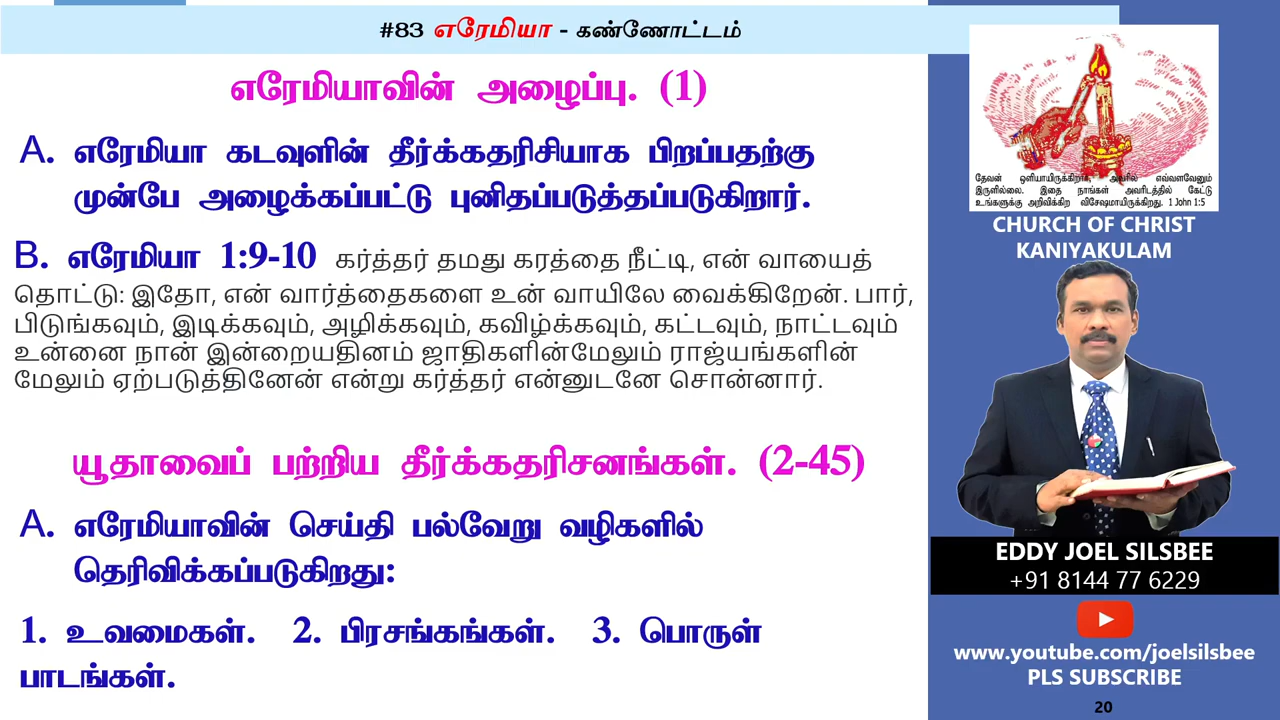 #83 எரேமியா - கண்ணோட்டம்
எரேமியாவின் அழைப்பு. (1)
A. எரேமியா கடவுளின் தீர்க்கதரிசியாக பிறப்பதற்கு
முன்பே அழைக்கப்பட்டு புனிதப்படுத்தப்படுகிறார்.
B. எரேமியா 1:9-10 கர்த்தர் தமது கரத்தை நீட்டி, என் வாயைத்
தொட்டு: இதோ, என் வார்த்தைகளை உன் வாயிலே வைக்கிறேன். பார்,
பிடுங்கவும், இடிக்கவும், அழிக்கவும், கவிழ்க்கவும், கட்டவும், நாட்டவும்
உன்னை நான் இன்றையதினம் ஜாதிகளின்மேலும் ராஜ்யங்களின்
மேலும் ஏற்படுத்தினேன் என்று கர்த்தர் என்னுடனே சொன்னார்.
யூதாவைப் பற்றிய தீர்க்கதரிசனங்கள். (2-45)
A. எரேமியாவின் செய்தி பல்வேறு வழிகளில்
தெரிவிக்கப்படுகிறது:
1. உவமைகள். 2. பிரசங்கங்கள். 3. பொருள்
பாடங்கள்.
தேவன் ஒளியாயிருக்கிறார், அவரில் எவ்வளவேனும்
இருளில்லை. இதை நாங்கள் அவரிடத்தில் கேட்டு
உங்களுக்கு அறிவிக்கிற விசேஷமாயிருக்கிறது. 1 John 1:5
CHURCH OF CHRIST
KANIYAKULAM
EDDY JOEL SILSBEE
+91 8144 77 6229
www.youtube.com/joelsilsbee
PLS SUBSCRIBE
20